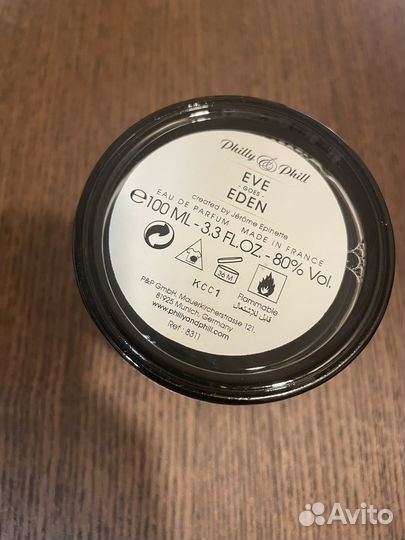 Philly & Phill
EVE
- GOES -
EDEN
created by Jérôme Epinette
EAU DE PARFUM - MADE IN FRANCE
℮100 ML - 3,3 FL.OZ. - 80% Vol.
36 M
KCC1
Flammable
قابل للإشتعال
P&P GmbH, Mauerkircherstrasse 121,
81925 Munich, Germany
www.phillyandphill.com
Ref : 8311
Avito